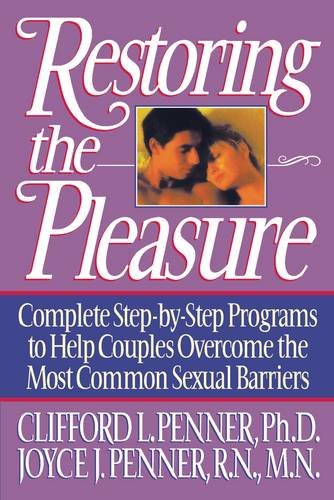 Restoring
the
Pleasure
Complete Step-by-Step Programs
to Help Couples Overcome the
Most Common Sexual Barriers
CLIFFORD L. PENNER, Ph.D.
JOYCE J. PENNER, R.N., M.N.